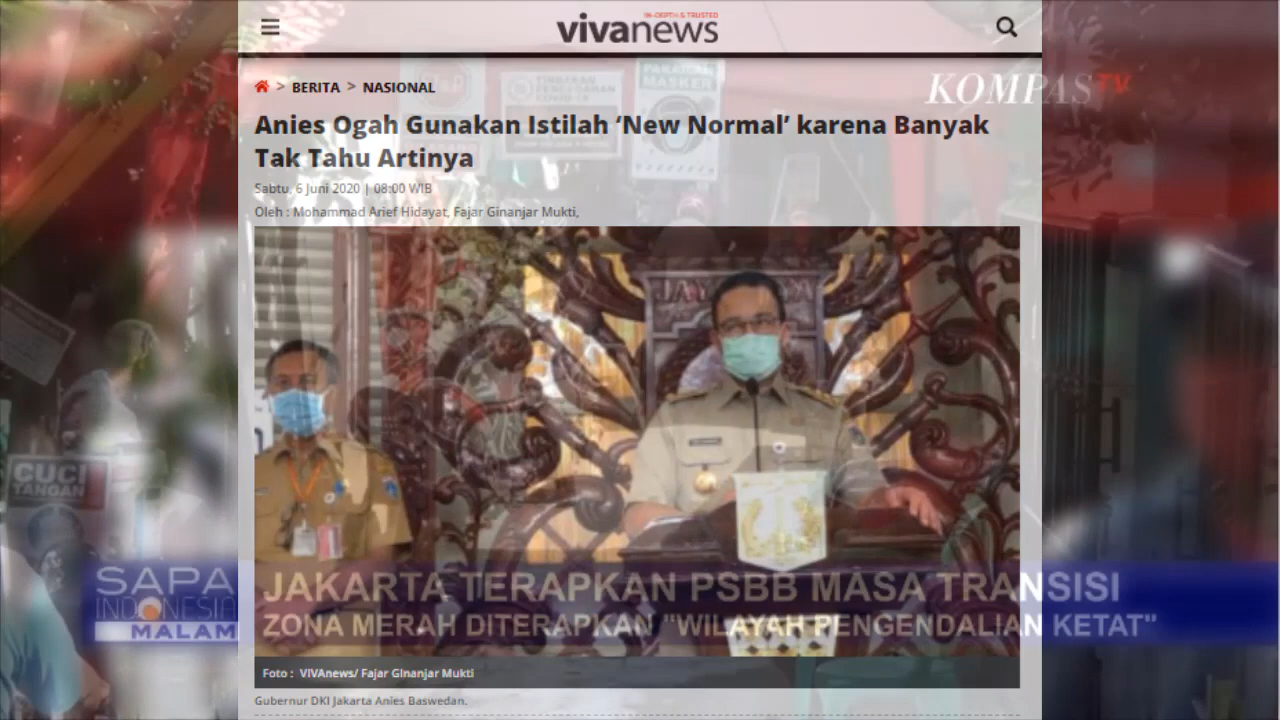 IN-DEPTH & TRUSTED
vivanews
KOMPAS TV
BERITA > NASIONAL
Anies Ogah Gunakan Istilah ‘New Normal’ karena Banyak
Tak Tahu Artinya
Sabtu, 6 Juni 2020 | 08:00 WIB
Oleh : Mohammad Arief Hidayat, Fajar Ginanjar Mukti,
PAKAILAH
MASKER
CUCI
TANGAN
SAPA
INDONESIA
MALAM
JAKARTA TERAPKAN PSBB MASA TRANSISI
ZONA MERAH DITERAPKAN "WILAYAH PENGENDALIAN KETAT"
Foto : VIVAnews/ Fajar GInanjar Mukti
Gubernur DKI Jakarta Anies Baswedan.